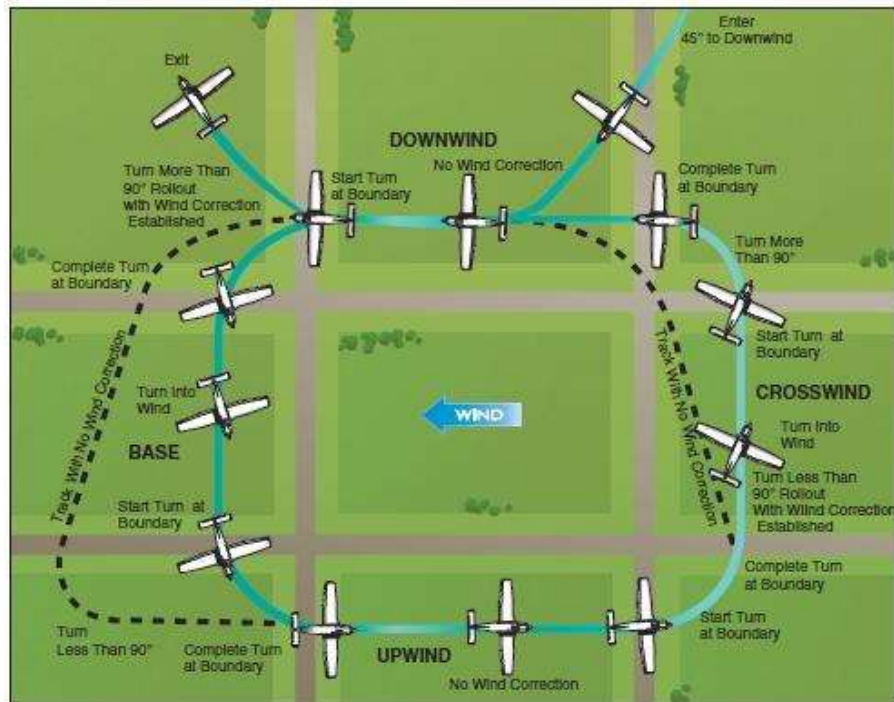 Enter
45° to Downwind
Exit
DOWNWIND
No Wind Correction
Turn More Than
90° Rollout
with Wind Correction
Established
Start Turn
at Boundary
Complete Turn
at Boundary
Turn More
Than 90°
Complete Turn
at Boundary
Start Turn at
Boundary
Track With No Wind Correction
Track With No Wind Correction
Turn Into
Wind
WIND
CROSSWIND
BASE
Turn Into
Wind
Turn Less Than
90° Rollout
With WIind Correction
Established
Start Turn at
Boundary
Complete Turn
at Boundary
Start Turn
at Boundary
Turn
Less Than 90°
Complete Turn
at Boundary
UPWIND
No Wind Correction